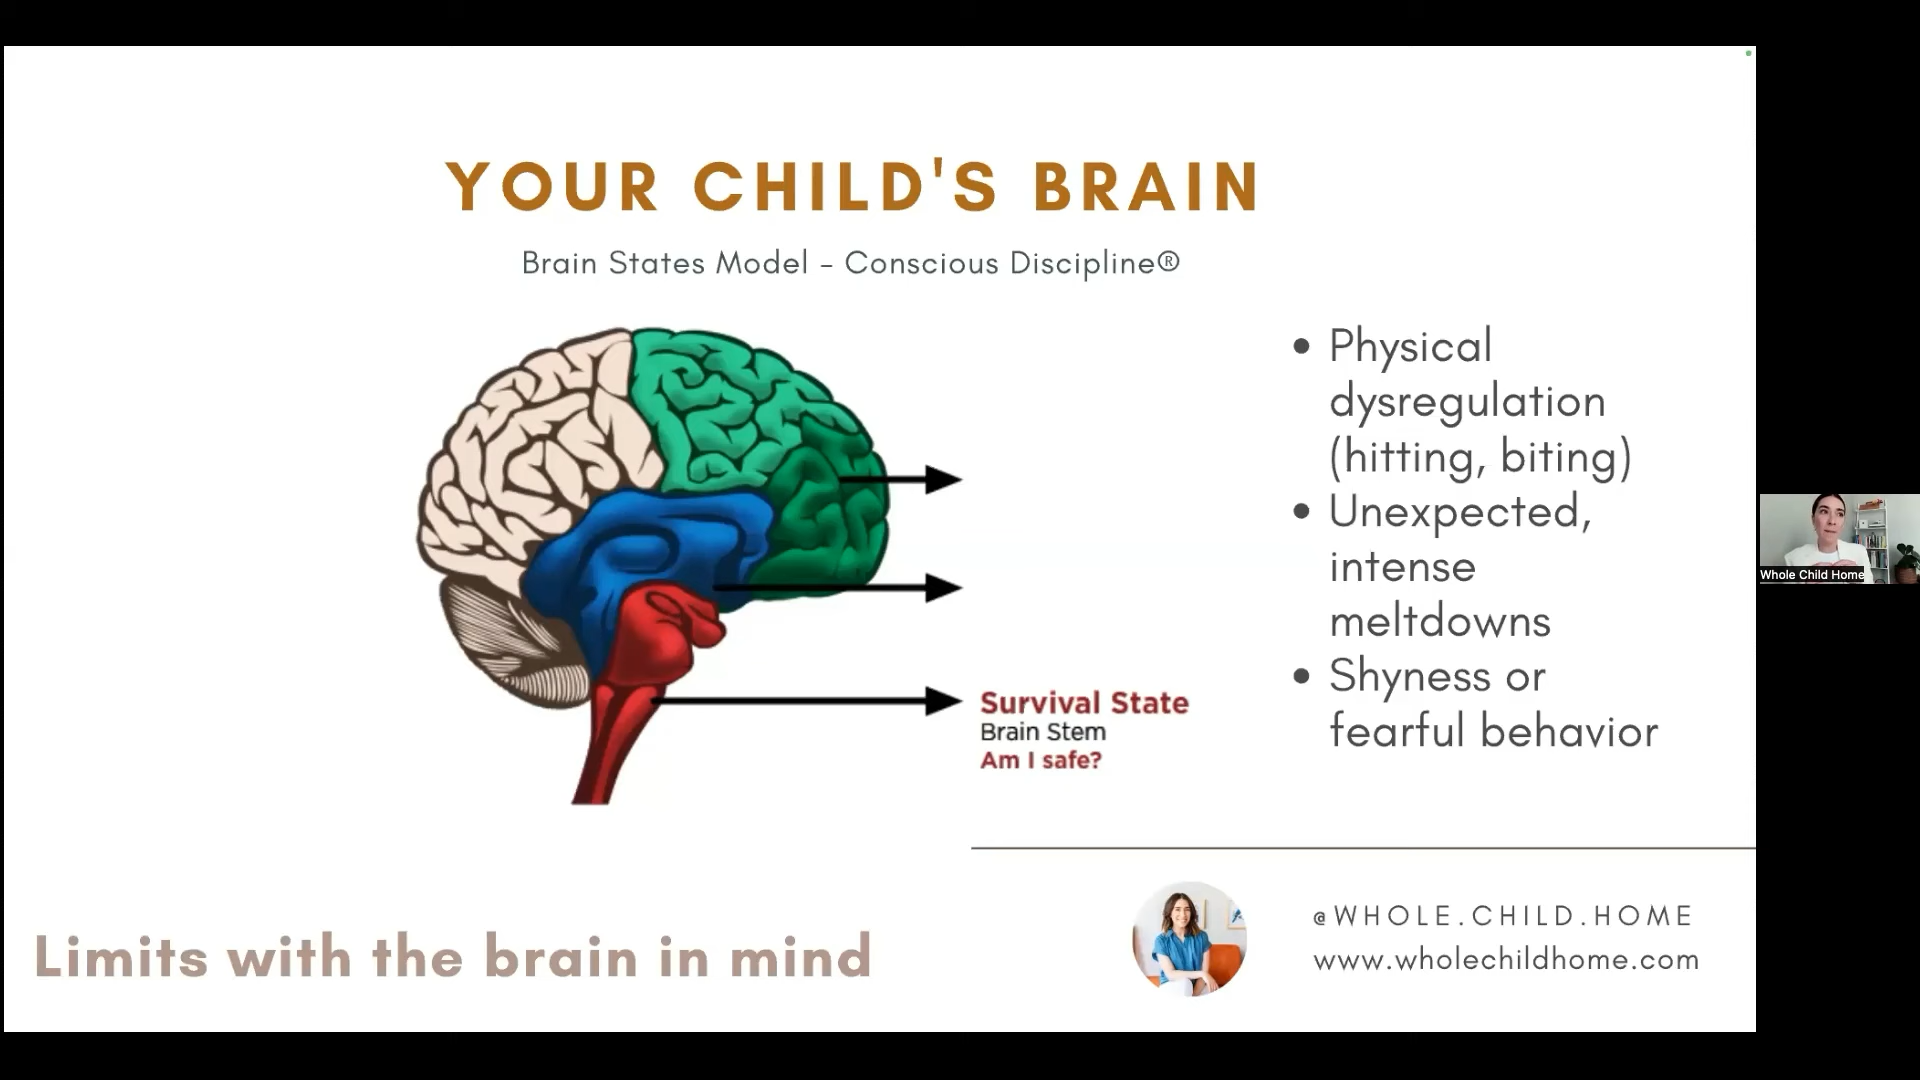 YOUR CHILD'S BRAIN
Brain States Model - Conscious Discipline®
• Physical
dysregulation
(hitting, biting)
• Unexpected,
intense
meltdowns
• Shyness or
fearful behavior
Survival State
Brain Stem
Am I safe?
Whole Child Home
Limits with the brain in mind
@WHOLE.CHILD.HOME
www.wholechildhome.com